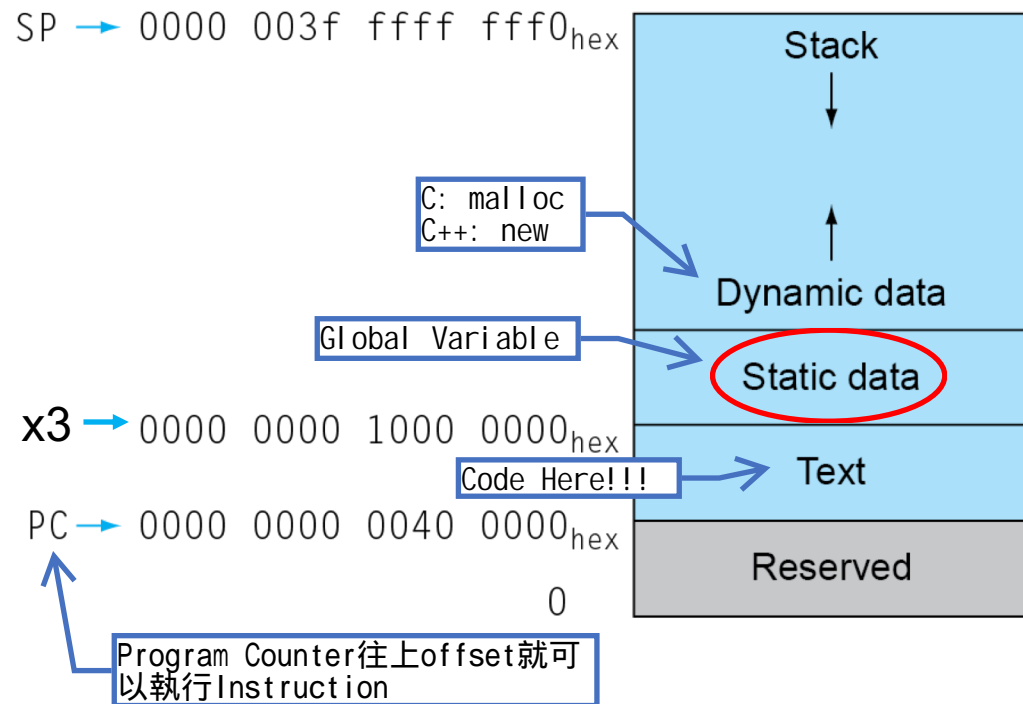 SP → 0000 003f ffff fff0hex
Stack
C: malloc
C++: new
Dynamic data
Global Variable
Static data
x3 → 0000 0000 1000 0000hex
Code Here!!!
Text
PC → 0000 0000 0040 0000hex
Reserved
0
Program Counter往上offset就可
以執行Instruction